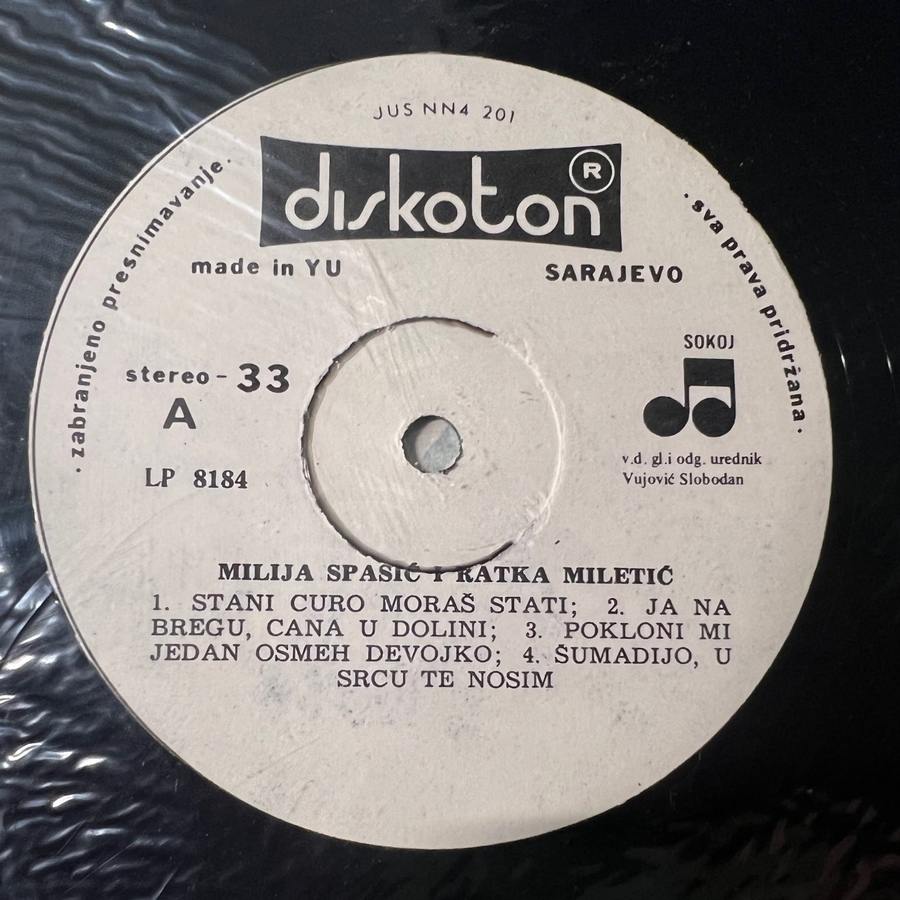 JUS NN4 201
diskoton ®
made in YU
SARAJEVO
· zabranjeno presnimavanje ·
· sva prava pridržana ·
stereo - 33
A
LP 8184
SOKOJ
v.d. gl.i odg. urednik
Vujović Slobodan
MILIJA SPASIĆ I RATKA MILETIĆ
1. STANI CURO MORAŠ STATI; 2. JA NA
BREGU, CANA U DOLINI; 3. POKLONI MI
JEDAN OSMEH DEVOJKO; 4. ŠUMADIJO, U
SRCU TE NOSIM